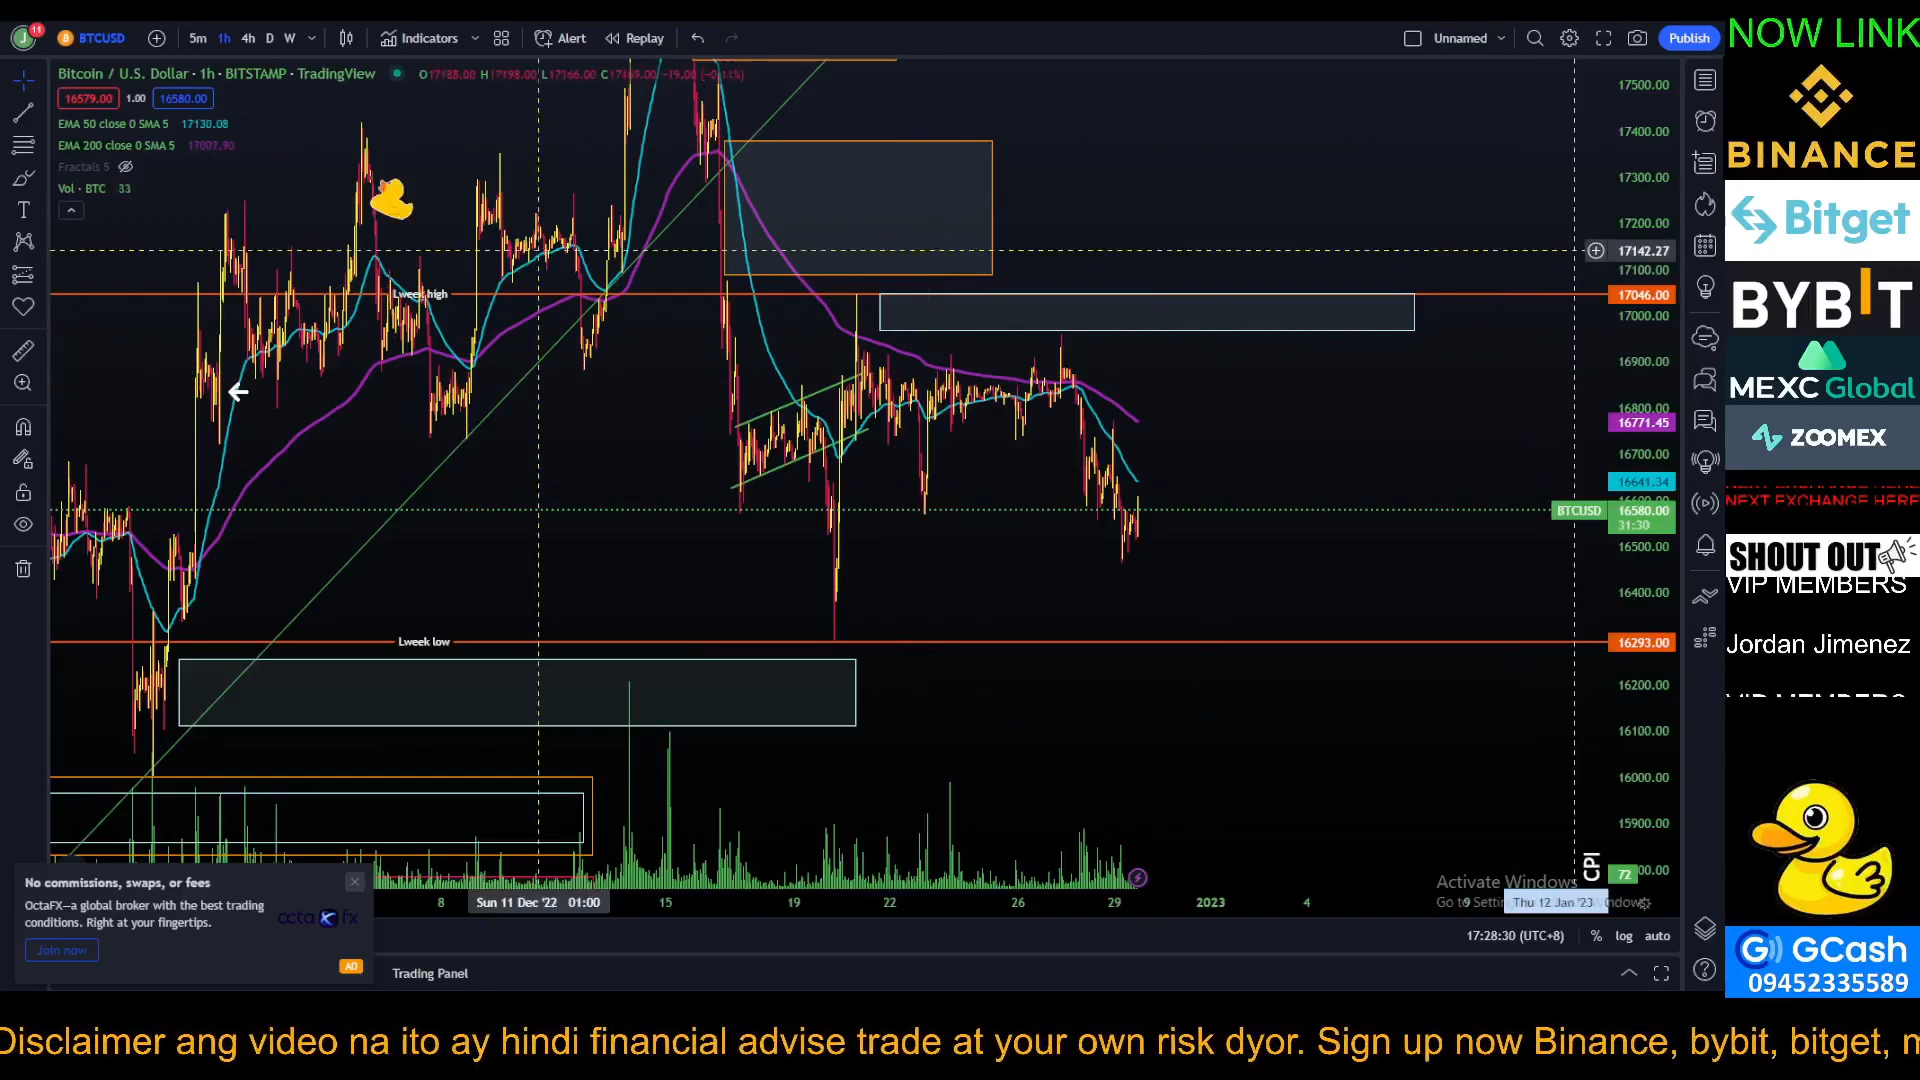 J 11 BTCUSD 5m 1h 4h D W Indicators Alert Replay Unnamed Publish
Bitcoin / U.S. Dollar · 1h · BITSTAMP · TradingView
16579.00 1.00 16580.00
EMA 50 close 0 SMA 5 17130.08
EMA 200 close 0 SMA 5 17007.90
Fractals 5
Vol · BTC 33
Lweek high
Lweek low
17500.00
17400.00
17300.00
17200.00
17142.27
17100.00
17046.00
17000.00
16900.00
16800.00
16771.45
16700.00
16641.34
BTCUSD 16580.00
31:30
16500.00
16400.00
16293.00
16200.00
16100.00
16000.00
15900.00
CPI 72
Activate Windows
8 Sun 11 Dec '22 01:00 15 19 22 26 29 2023 4 9 Thu 12 Jan '23
17:28:30 (UTC+8) % log auto
Trading Panel
No commissions, swaps, or fees
OctaFX—a global broker with the best trading
conditions. Right at your fingertips.
octa fx
Join now
AD
NOW LINK
BINANCE
Bitget
BYBIT
MEXC Global
ZOOMEX
NEXT EXCHANGE HERE
SHOUT OUT
VIP MEMBERS
Jordan Jimenez
GCash
09452335589
Disclaimer ang video na ito ay hindi financial advise trade at your own risk dyor. Sign up now Binance, bybit, bitget,